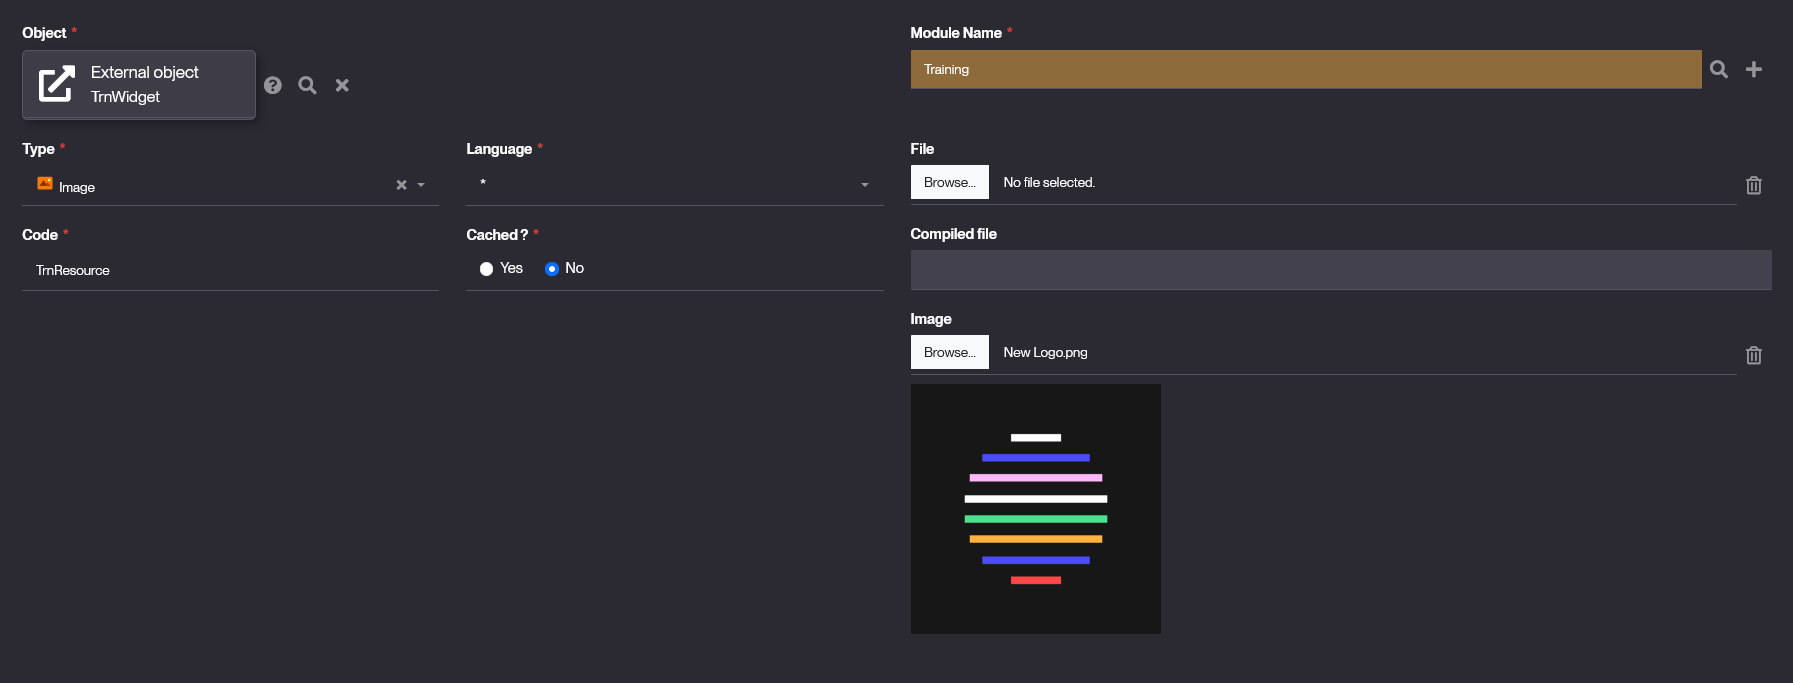 Object *
External object
TrnWidget
Module Name *
Training
Type *
Image
Language *
*
File
Browse... No file selected.
Code *
TrnResource
Cached ? *
Yes No
Compiled file
Image
Browse... New Logo.png